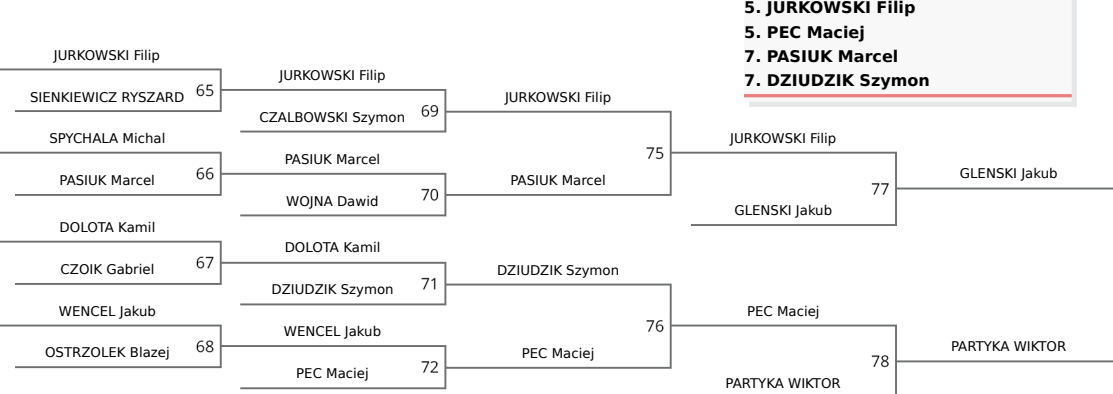 5. JURKOWSKI Filip
5. PEC Maciej
7. PASIUK Marcel
7. DZIUDZIK Szymon
JURKOWSKI Filip
SIENKIEWICZ RYSZARD
65
SPYCHALA Michal
PASIUK Marcel
66
DOLOTA Kamil
CZOIK Gabriel
67
WENCEL Jakub
OSTRZOLEK Blazej
68
JURKOWSKI Filip
CZALBOWSKI Szymon
69
PASIUK Marcel
WOJNA Dawid
70
DOLOTA Kamil
DZIUDZIK Szymon
71
WENCEL Jakub
PEC Maciej
72
JURKOWSKI Filip
75
PASIUK Marcel
DZIUDZIK Szymon
76
PEC Maciej
JURKOWSKI Filip
77
GLENSKI Jakub
PEC Maciej
78
PARTYKA WIKTOR
GLENSKI Jakub
PARTYKA WIKTOR